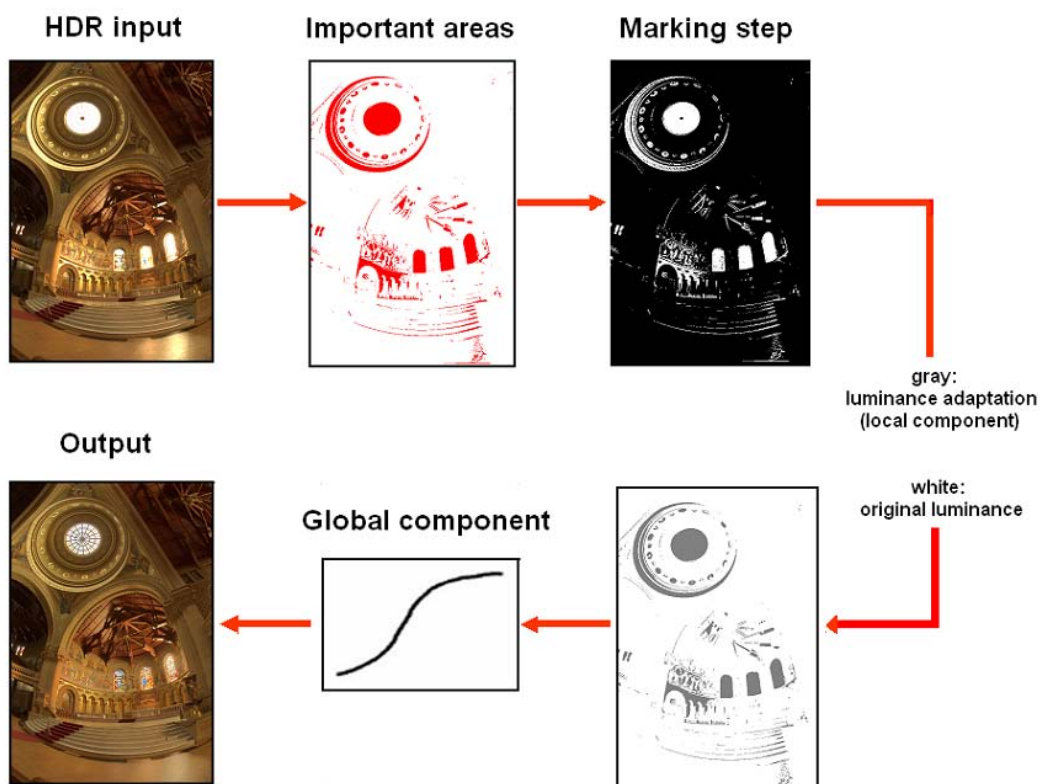 HDR input
Important areas
Marking step
gray:
luminance adaptation
(local component)
Output
white:
original luminance
Global component